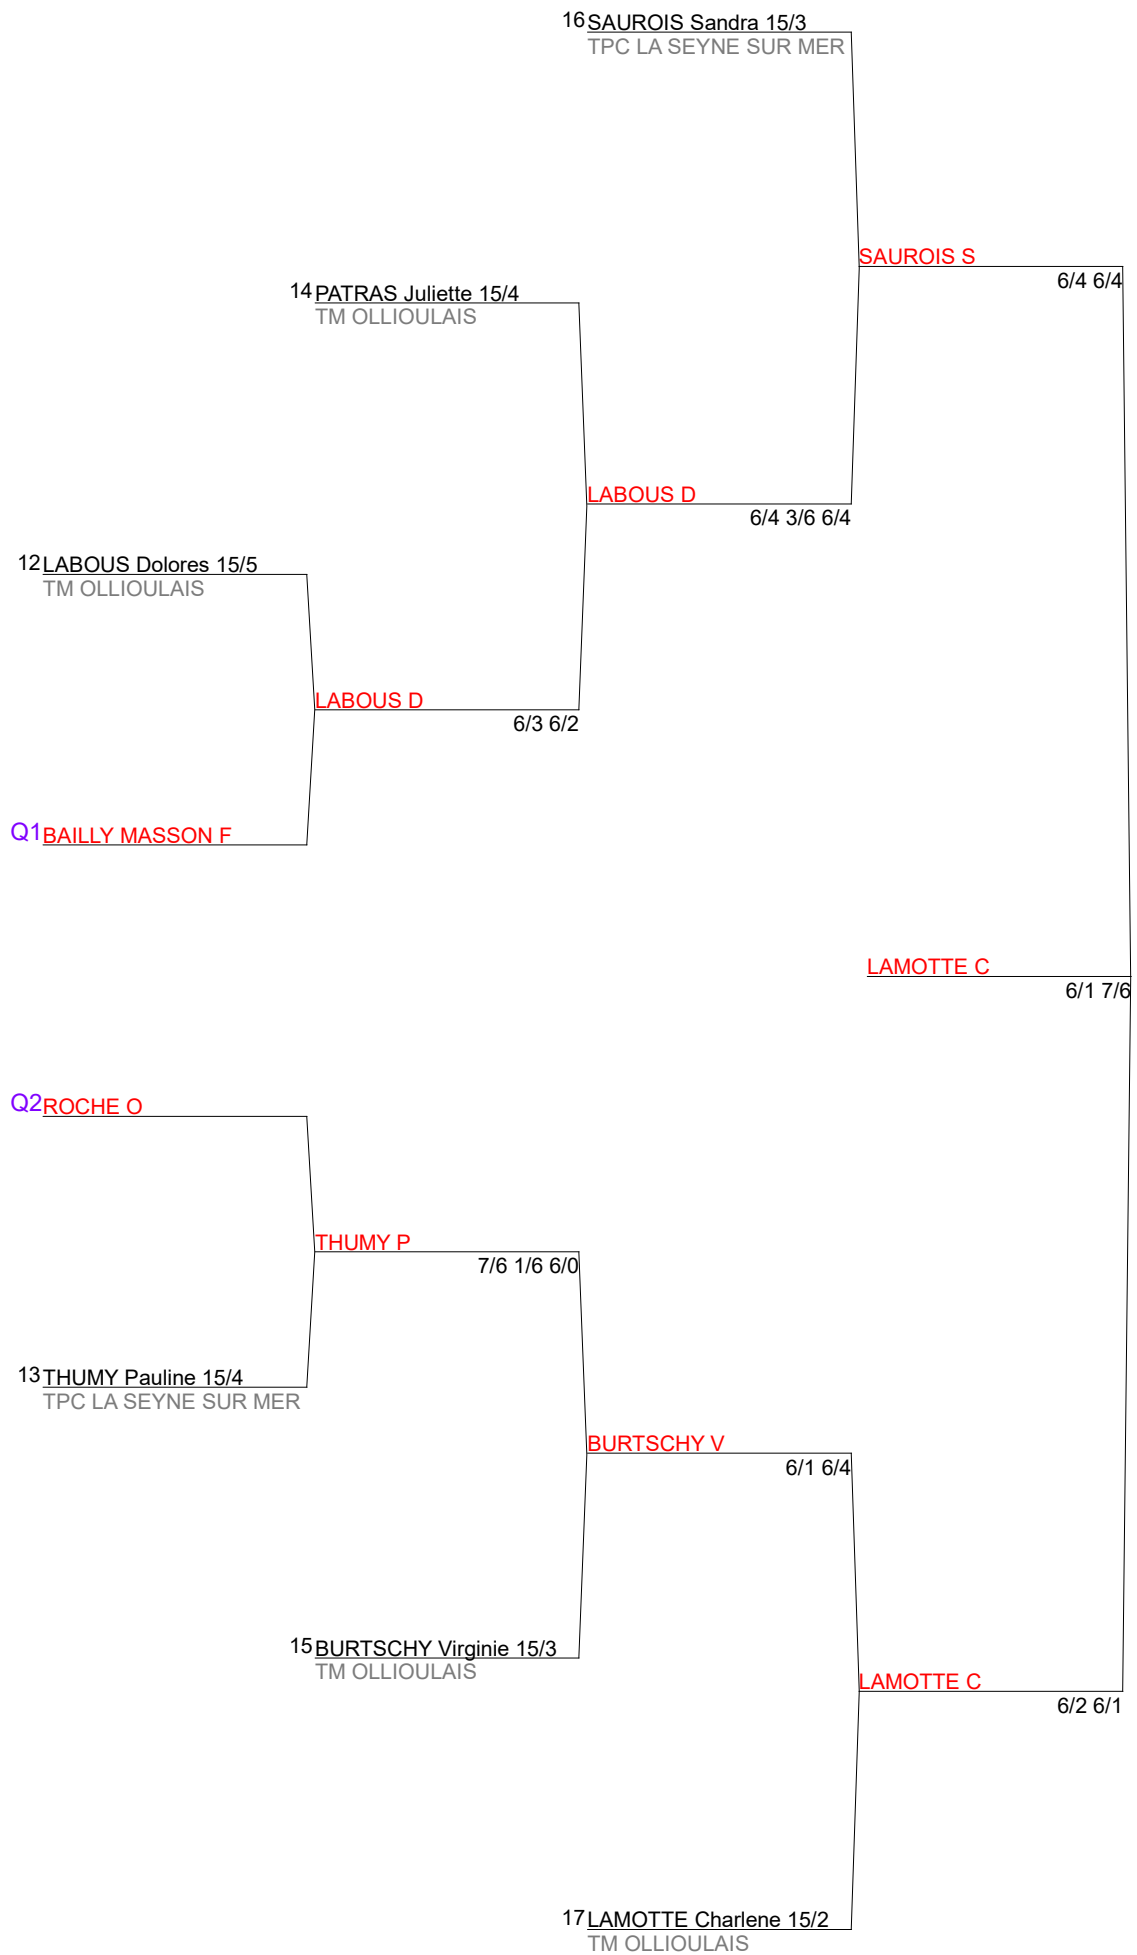 16 SAUROIS Sandra 15/3
TPC LA SEYNE SUR MER
SAUROIS S
6/4 6/4
14 PATRAS Juliette 15/4
TM OLLIOULAIS
LABOUS D
6/4 3/6 6/4
12 LABOUS Dolores 15/5
TM OLLIOULAIS
LABOUS D
6/3 6/2
Q1 BAILLY MASSON F
LAMOTTE C
6/1 7/6
Q2 ROCHE O
THUMY P
7/6 1/6 6/0
13 THUMY Pauline 15/4
TPC LA SEYNE SUR MER
BURTSCHY V
6/1 6/4
15 BURTSCHY Virginie 15/3
TM OLLIOULAIS
LAMOTTE C
6/2 6/1
17 LAMOTTE Charlene 15/2
TM OLLIOULAIS